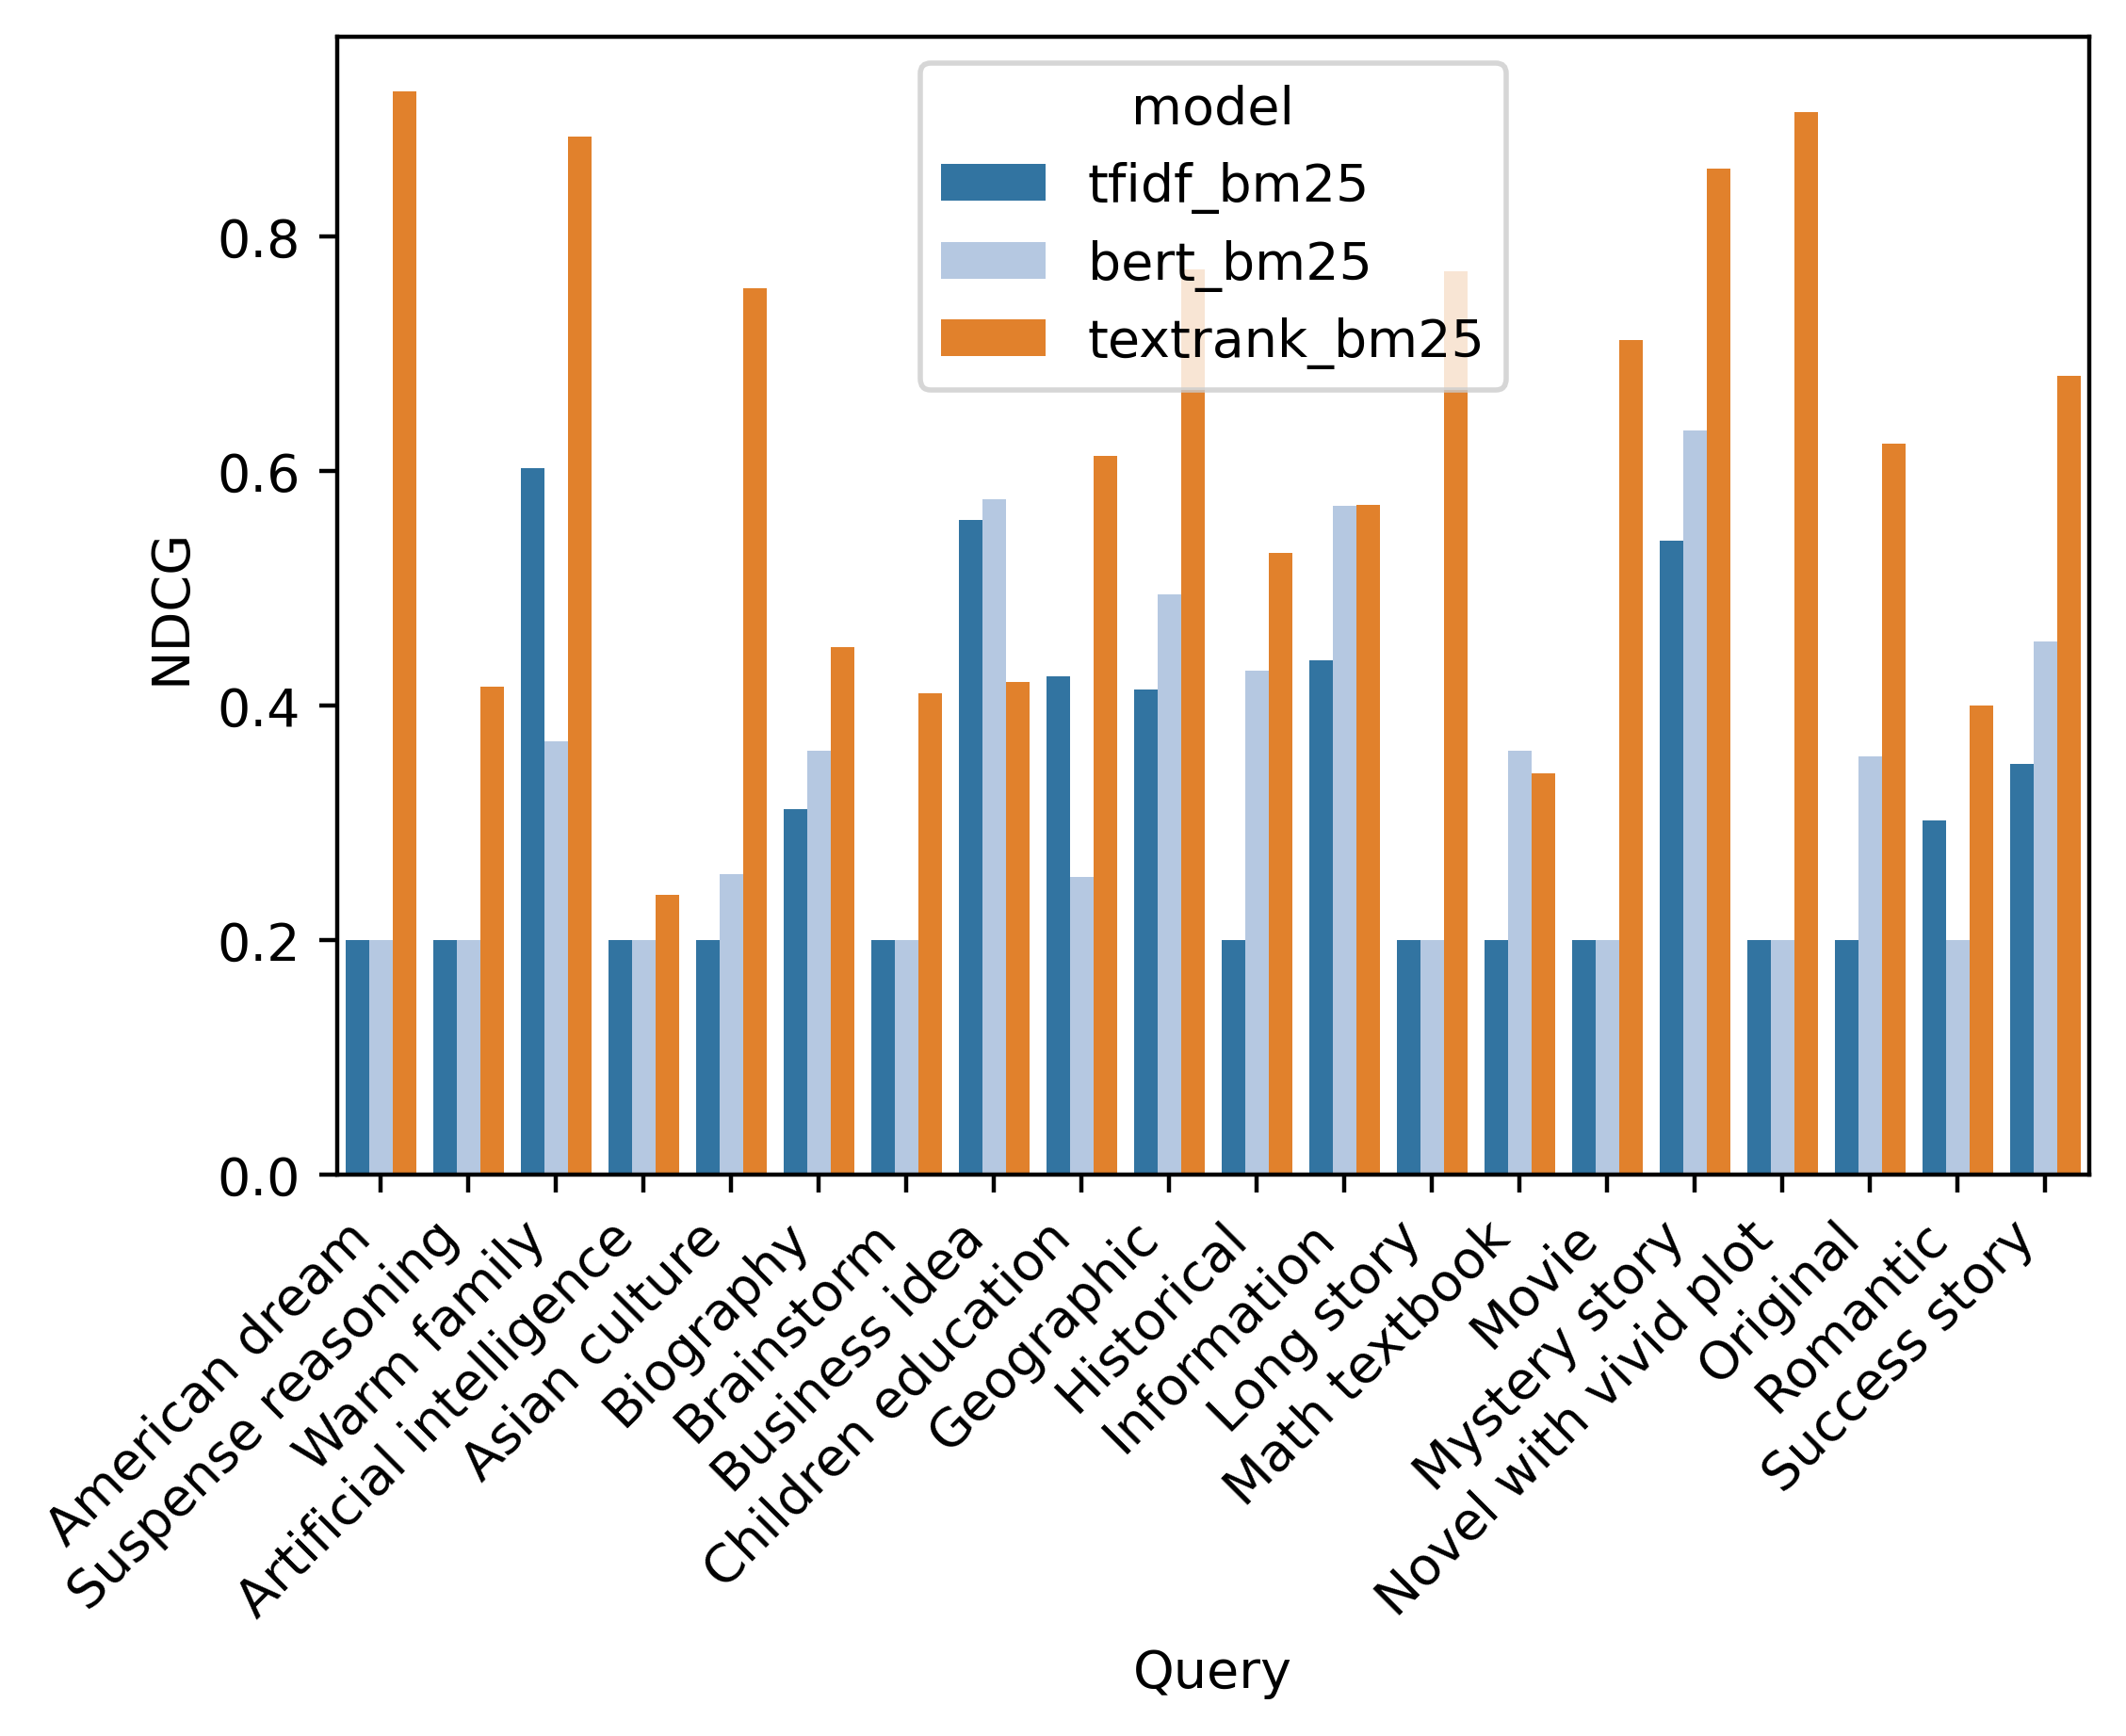 model
tfidf_bm25
bert_bm25
textrank_bm25
NDCG
0.8
0.6
0.4
0.2
0.0
American dream
Suspense reasoning
Warm family
Artificial intelligence
Asian culture
Biography
Brainstorm
Business idea
Children education
Geographic
Historical
Information
Long story
Math textbook
Movie
Mystery story
Novel with vivid plot
Original
Romantic
Success story
Query